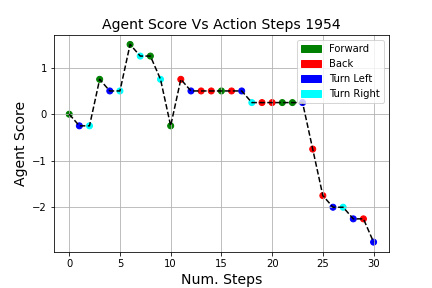 Agent Score Vs Action Steps 1954
Forward
Back
Turn Left
Turn Right
Agent Score
1
0
−1
−2
0 5 10 15 20 25 30
Num. Steps